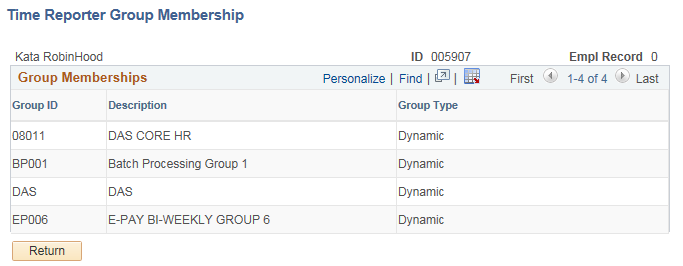 Time Reporter Group Membership
Kata RobinHood ID 005907 Empl Record 0
Group Memberships Personalize | Find | | First 1-4 of 4 Last
Group ID Description Group Type
08011 DAS CORE HR Dynamic
BP001 Batch Processing Group 1 Dynamic
DAS DAS Dynamic
EP006 E-PAY BI-WEEKLY GROUP 6 Dynamic
Return